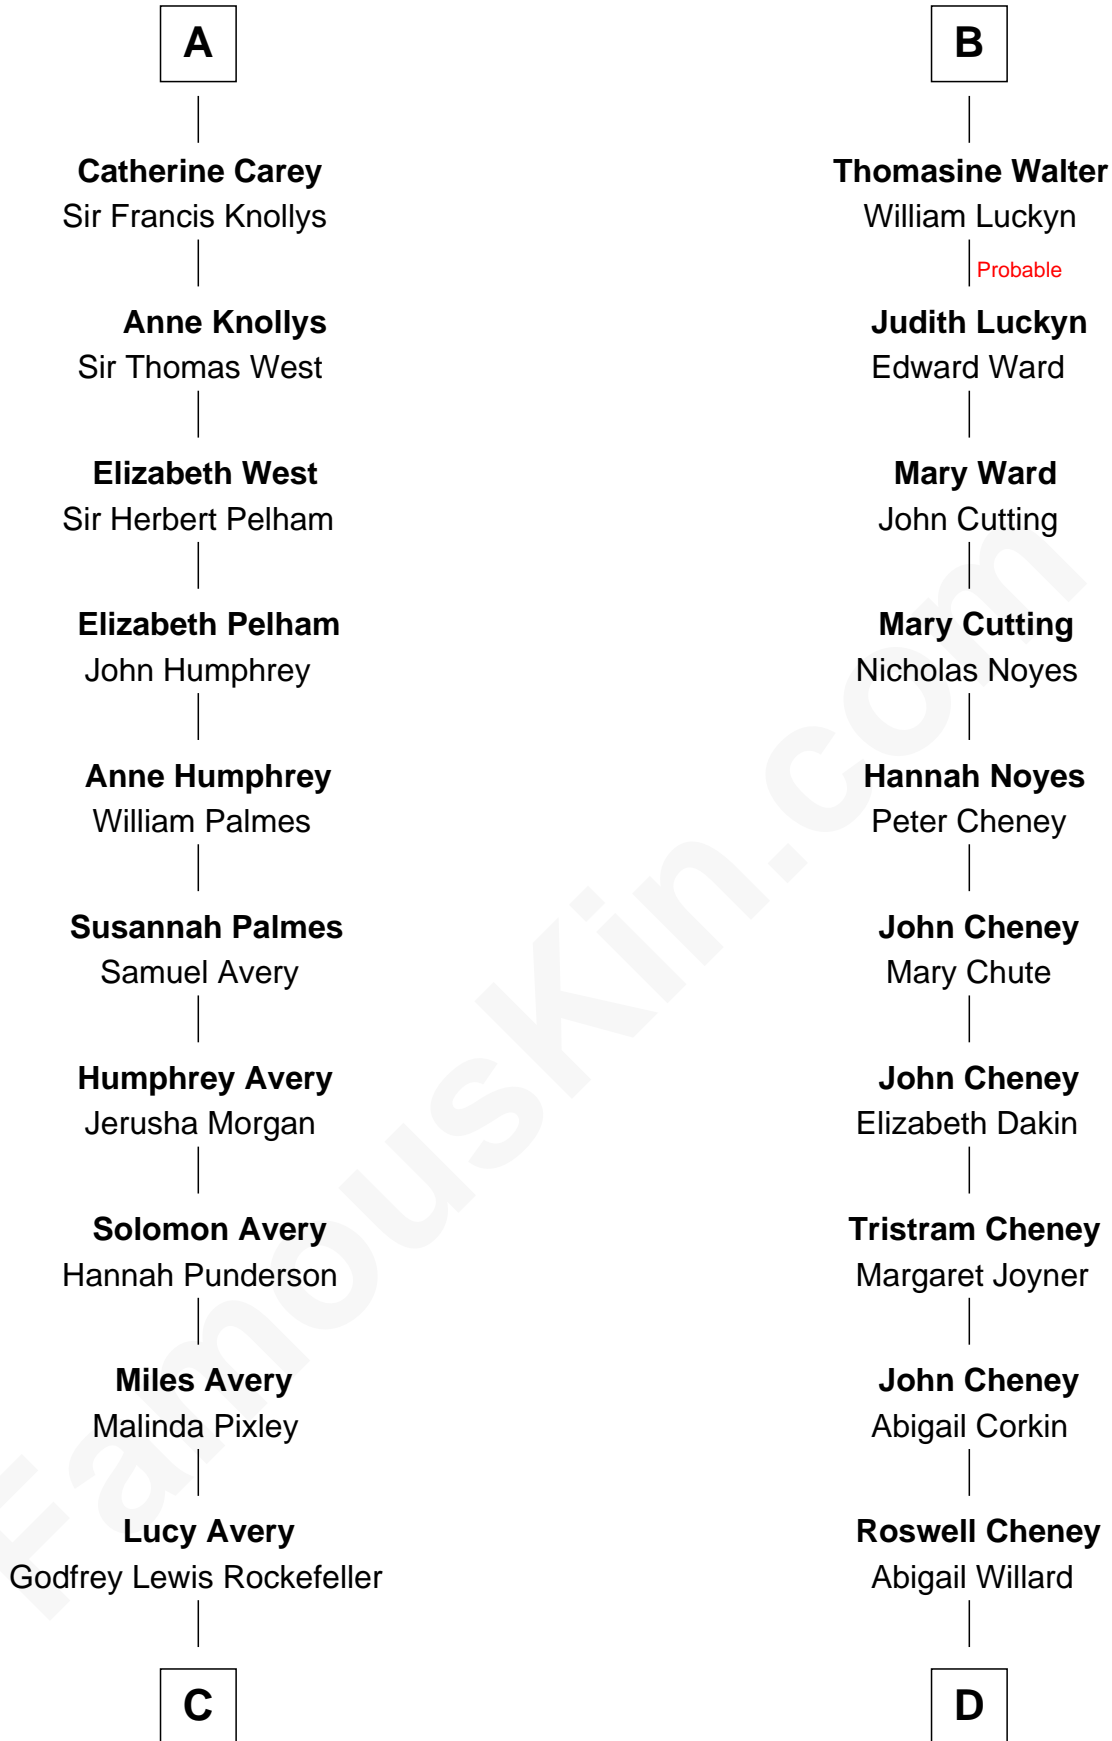 A
Catherine Carey
Sir Francis Knollys
Anne Knollys
Sir Thomas West
Elizabeth West
Sir Herbert Pelham
Elizabeth Pelham
John Humphrey
Anne Humphrey
William Palmes
Susannah Palmes
Samuel Avery
Humphrey Avery
Jerusha Morgan
Solomon Avery
Hannah Punderson
Miles Avery
Malinda Pixley
Lucy Avery
Godfrey Lewis Rockefeller
C
B
Thomasine Walter
William Luckyn
Probable
Judith Luckyn
Edward Ward
Mary Ward
John Cutting
Mary Cutting
Nicholas Noyes
Hannah Noyes
Peter Cheney
John Cheney
Mary Chute
John Cheney
Elizabeth Dakin
Tristram Cheney
Margaret Joyner
John Cheney
Abigail Corkin
Roswell Cheney
Abigail Willard
D
FamousKin.com